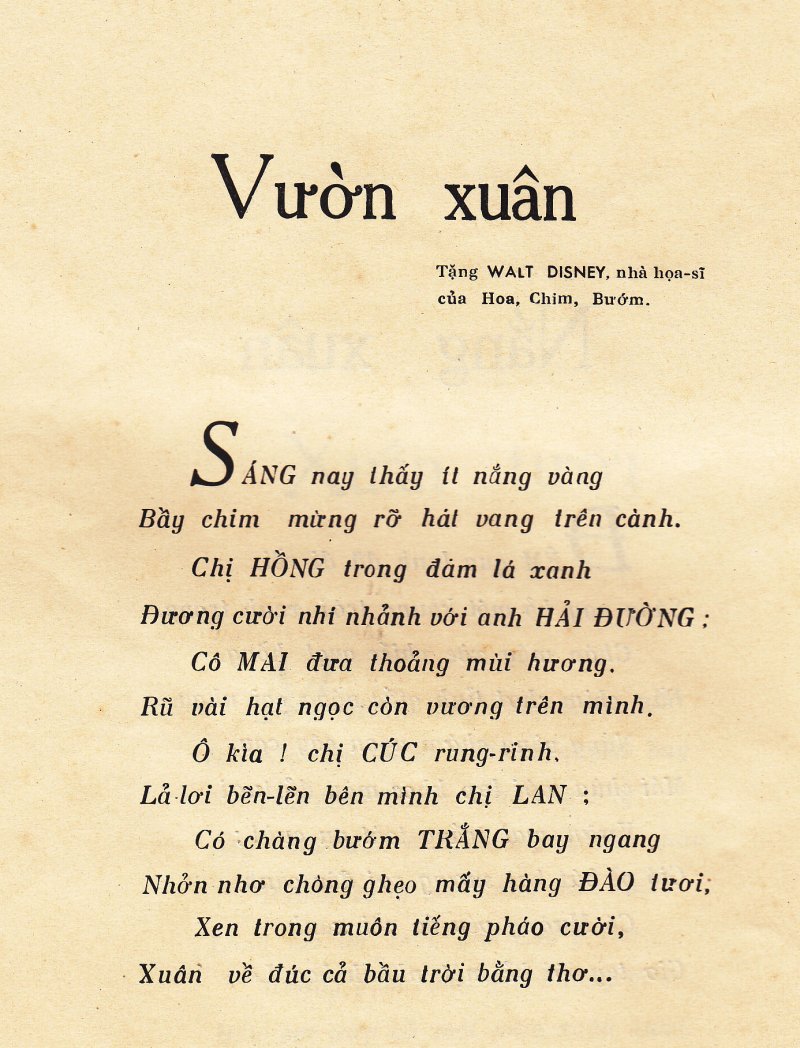 Vườn xuân
Tặng WALT DISNEY, nhà họa-sĩ
của Hoa, Chim, Bướm.
SÁNG nay thấy ít nắng vàng
Bầy chim mừng rỡ hát vang trên cành.
Chị HỒNG trong đám lá xanh
Đương cười nhí nhảnh với anh HẢI ĐƯỜNG ;
Cô MAI đưa thoảng mùi hương.
Rũ vài hạt ngọc còn vương trên mình.
Ô kìa ! chị CÚC rung-rinh.
Lả-lơi bẽn-lẽn bên mình chị LAN ;
Có chàng bướm TRẮNG bay ngang
Nhởn nhơ chòng ghẹo mấy hàng ĐÀO tươi;
Xen trong muôn tiếng pháo cười,
Xuân về đúc cả bầu trời bằng thơ...